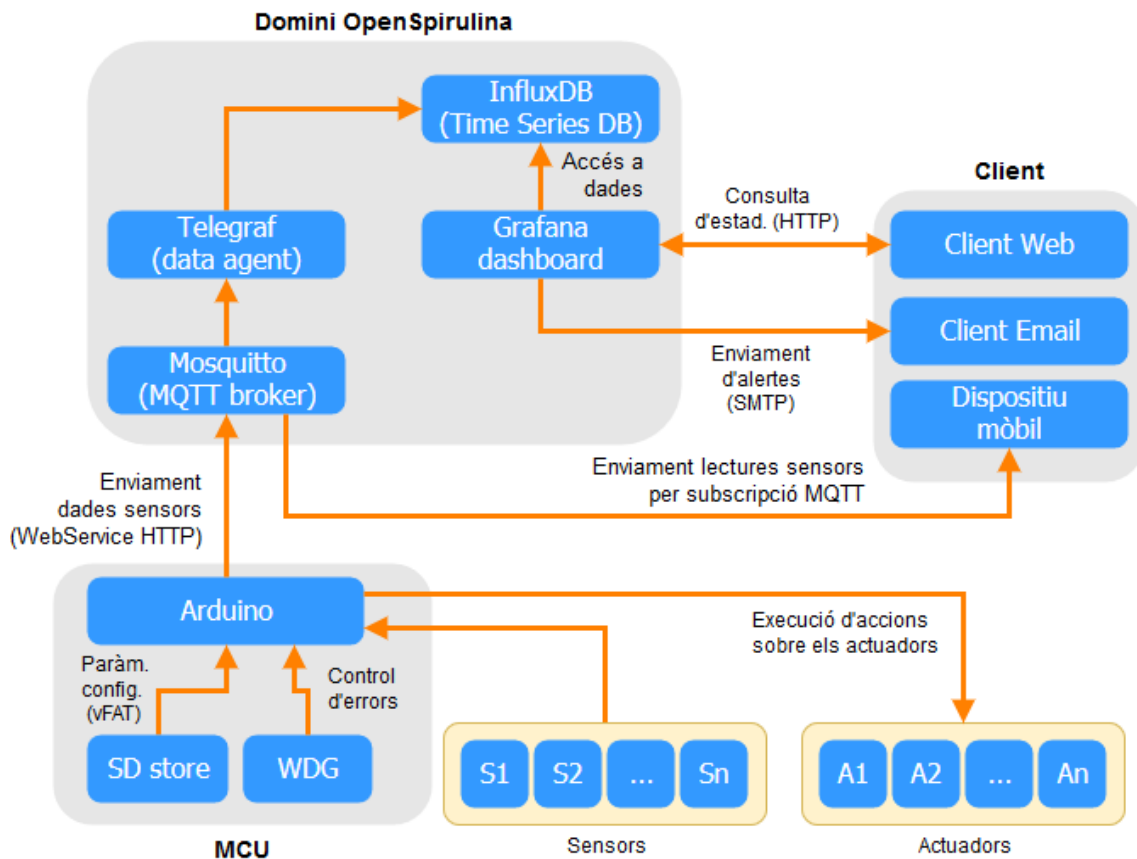 Domini OpenSpirulina
InfluxDB
(Time Series DB)
Accés a
dades
Telegraf
(data agent)
Grafana
dashboard
Mosquitto
(MQTT broker)
Client
Consulta
d'estad. (HTTP)
Client Web
Client Email
Enviament
d'alertes
(SMTP)
Dispositiu
mòbil
Enviament lectures sensors
per subscripció MQTT
Enviament
dades sensors
(WebService HTTP)
Arduino
Paràm.
config.
(vFAT)
Control
d'errors
SD store
WDG
MCU
Execució d'accions
sobre els actuadors
S1
S2
...
Sn
Sensors
A1
A2
...
An
Actuadors